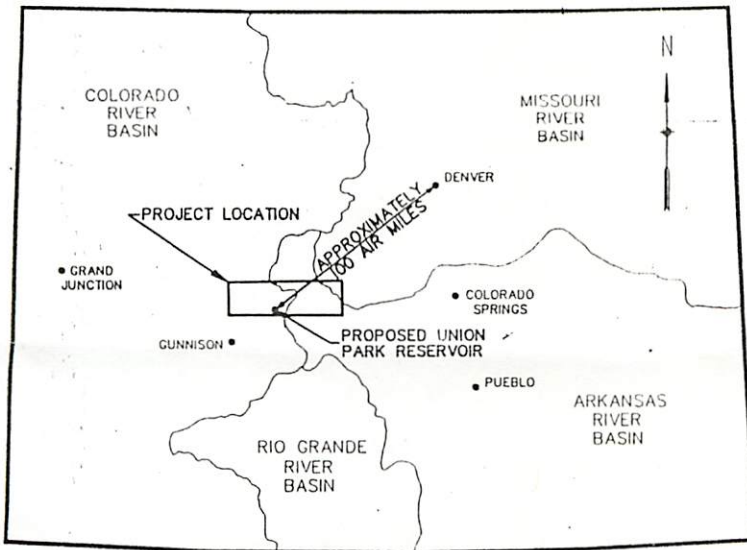 COLORADO
RIVER
BASIN
N
MISSOURI
RIVER
BASIN
DENVER
PROJECT LOCATION
APPROXIMATELY
100 AIR MILES
GRAND
JUNCTION
COLORADO
SPRINGS
PROPOSED UNION
PARK RESERVOIR
GUNNISON
PUEBLO
ARKANSAS
RIVER
BASIN
RIO GRANDE
RIVER
BASIN